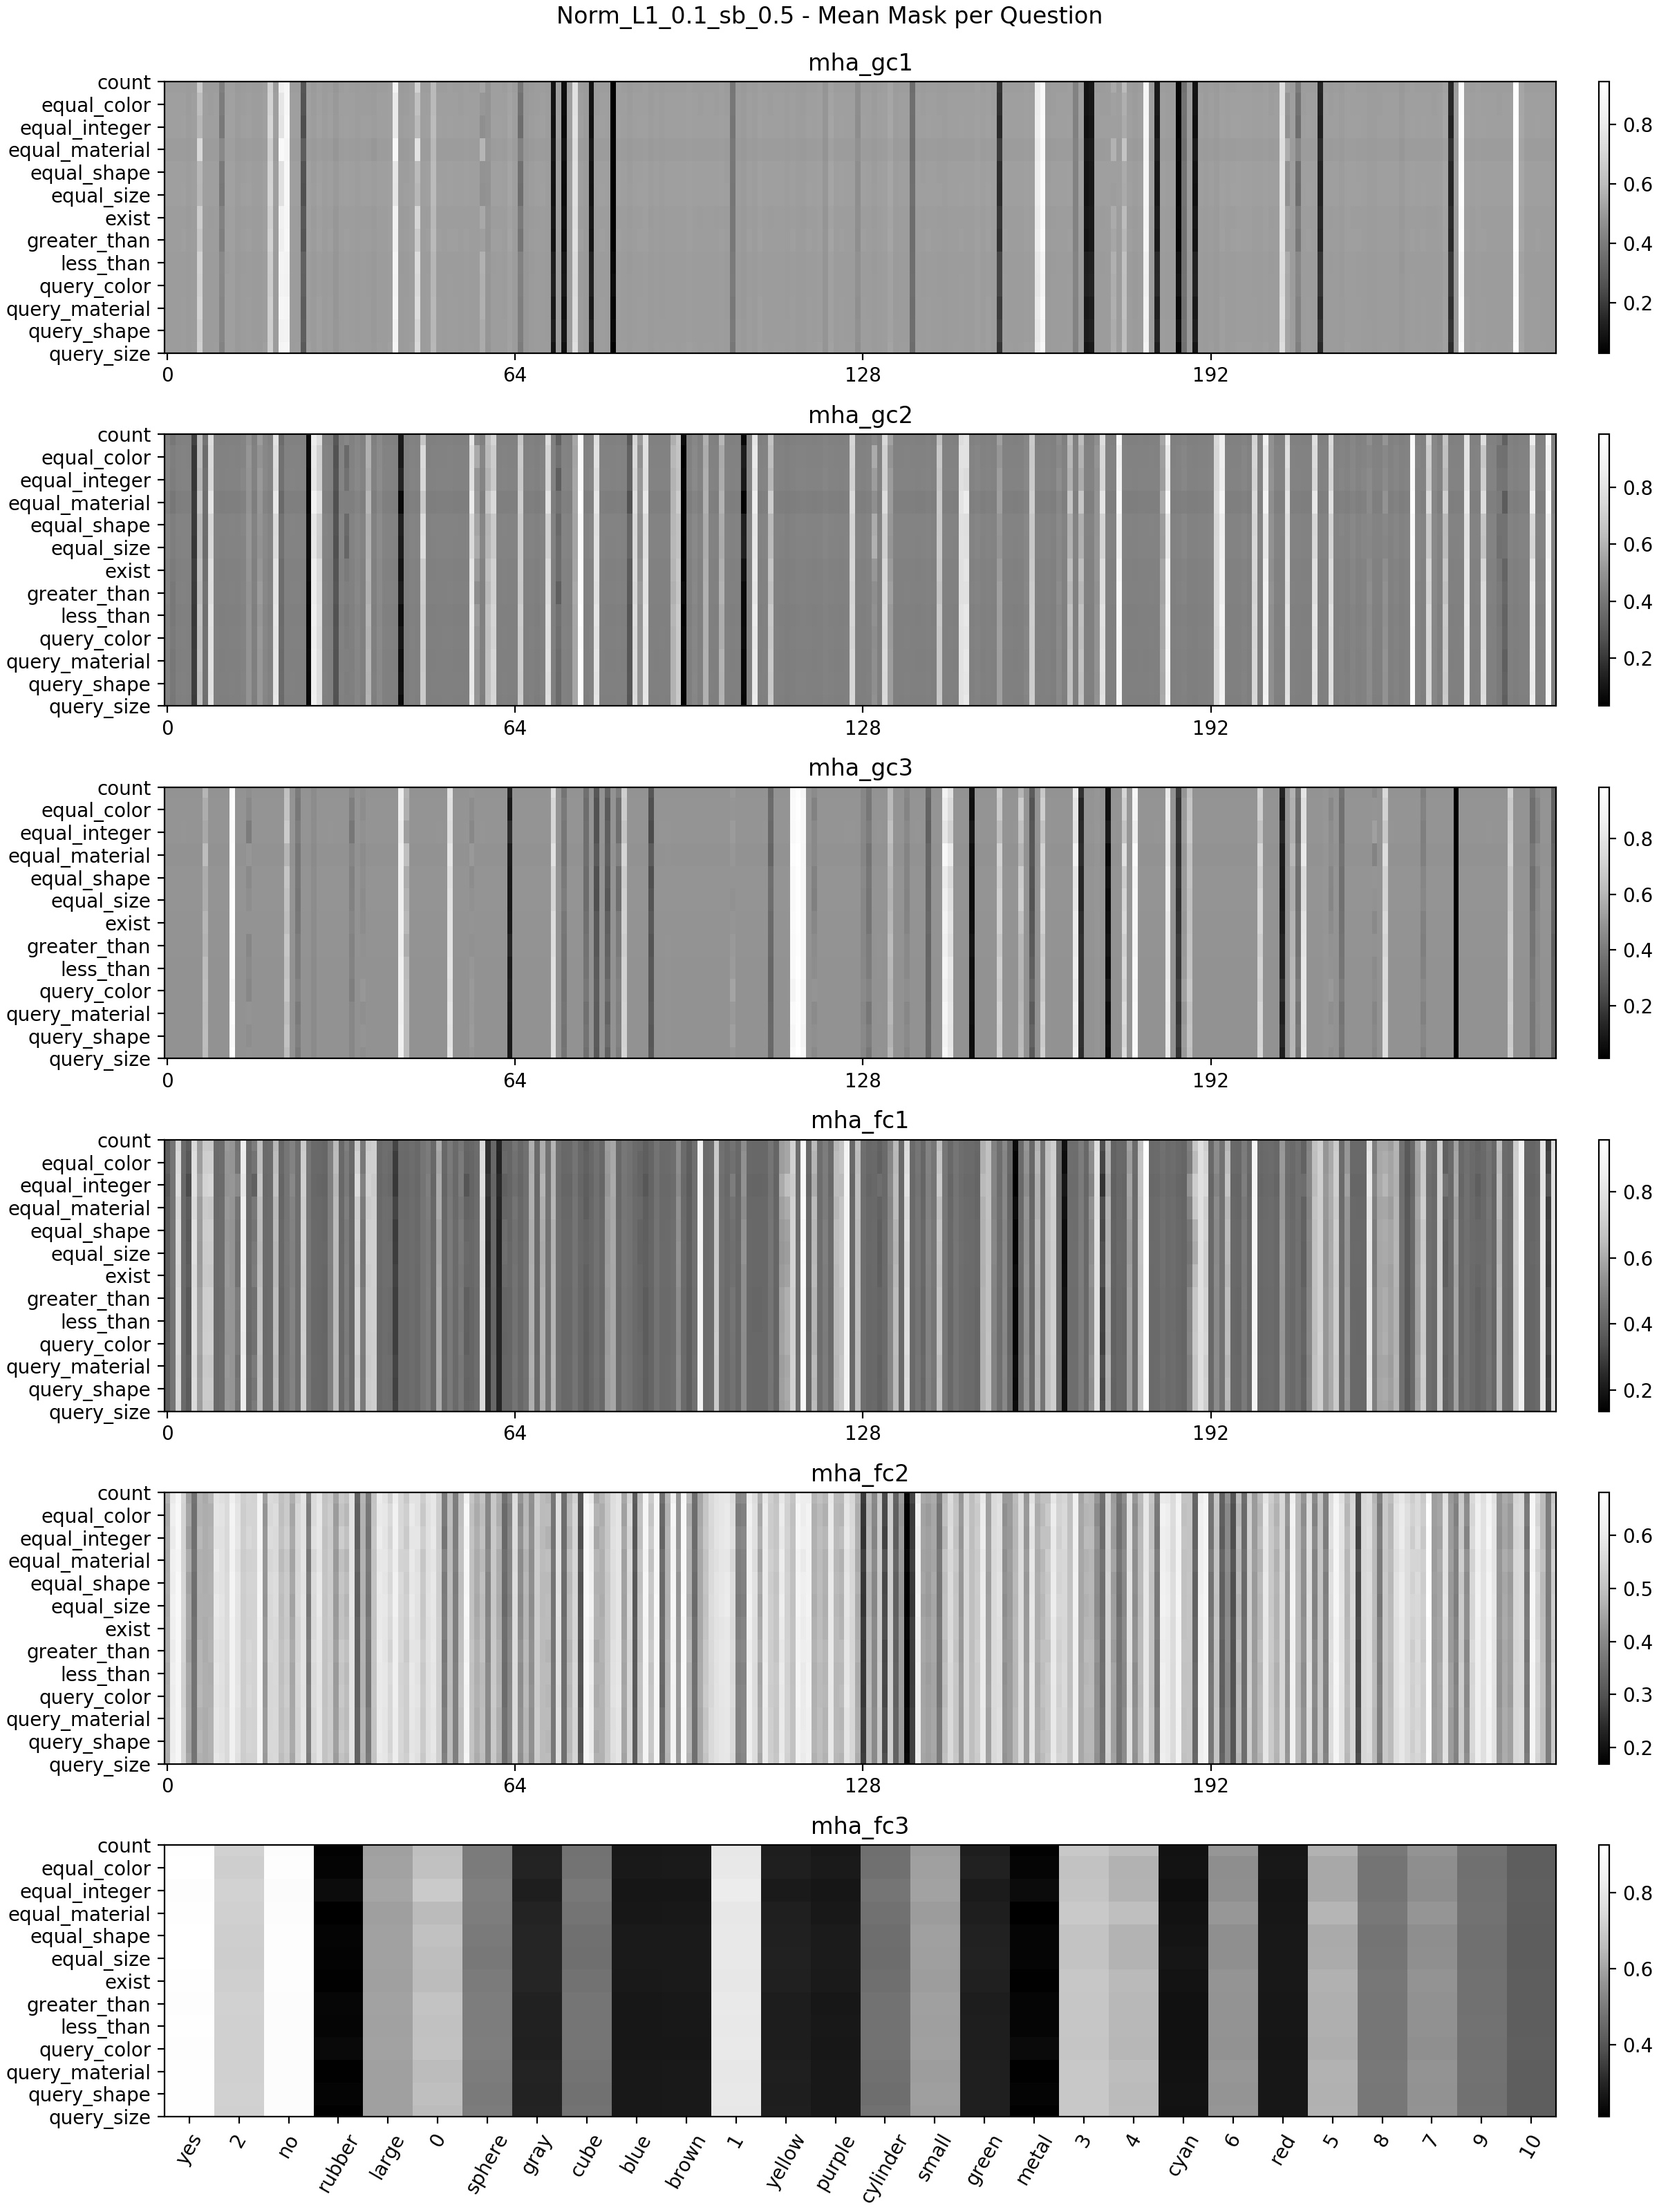 Norm_L1_0.1_sb_0.5 - Mean Mask per Question
mha_gc1
count
equal_color
equal_integer
equal_material
equal_shape
equal_size
exist
greater_than
less_than
query_color
query_material
query_shape
query_size
0 64 128 192
0.8
0.6
0.4
0.2
mha_gc2
count
equal_color
equal_integer
equal_material
equal_shape
equal_size
exist
greater_than
less_than
query_color
query_material
query_shape
query_size
0 64 128 192
0.8
0.6
0.4
0.2
mha_gc3
count
equal_color
equal_integer
equal_material
equal_shape
equal_size
exist
greater_than
less_than
query_color
query_material
query_shape
query_size
0 64 128 192
0.8
0.6
0.4
0.2
mha_fc1
count
equal_color
equal_integer
equal_material
equal_shape
equal_size
exist
greater_than
less_than
query_color
query_material
query_shape
query_size
0 64 128 192
0.8
0.6
0.4
0.2
mha_fc2
count
equal_color
equal_integer
equal_material
equal_shape
equal_size
exist
greater_than
less_than
query_color
query_material
query_shape
query_size
0 64 128 192
0.6
0.5
0.4
0.3
0.2
mha_fc3
count
equal_color
equal_integer
equal_material
equal_shape
equal_size
exist
greater_than
less_than
query_color
query_material
query_shape
query_size
yes 2 no rubber large 0 sphere gray cube blue brown 1 yellow purple cylinder small green metal 3 4 cyan 6 red 5 8 7 9 10
0.8
0.6
0.4